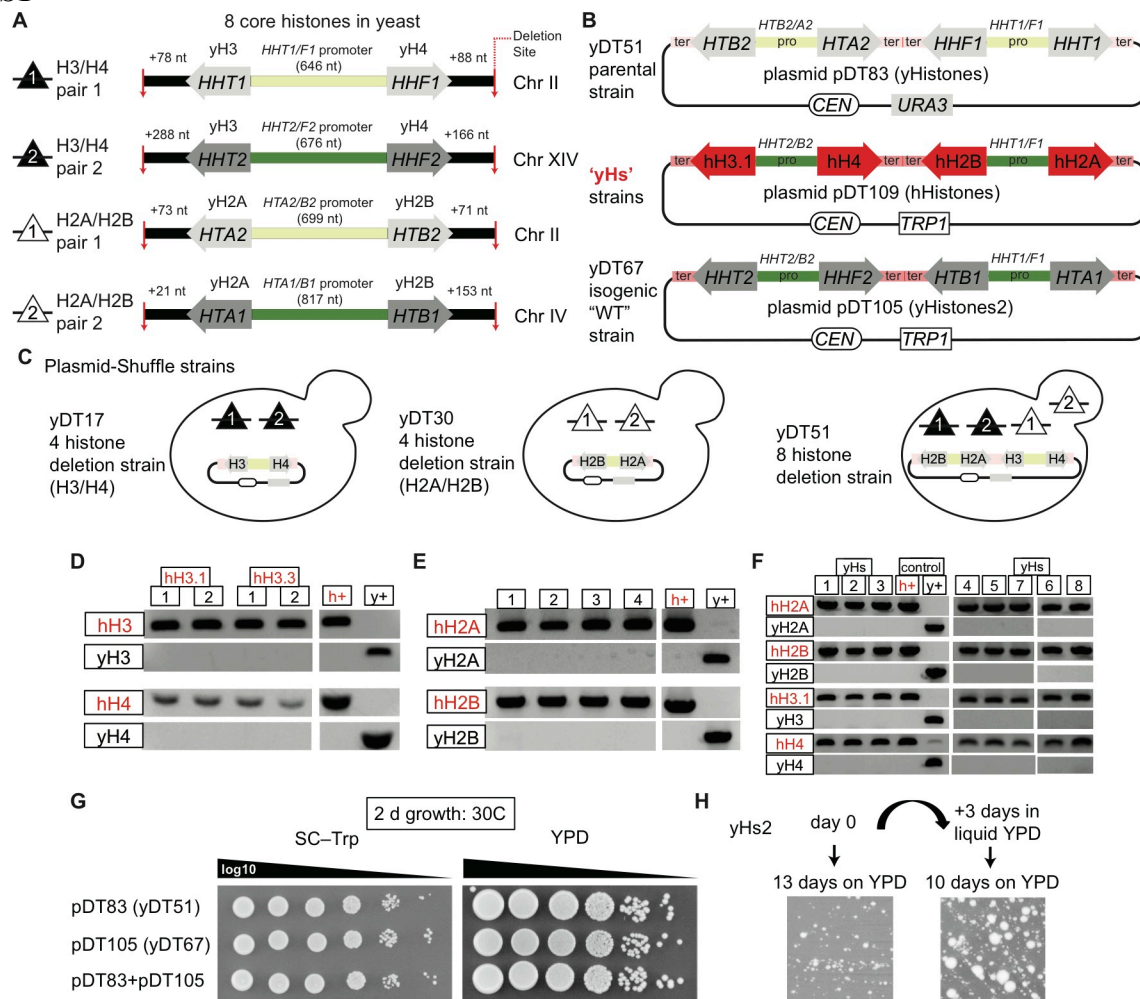 A
8 core histones in yeast
1
H3/H4
pair 1
+78 nt
yH3
HHT1
HHT1/F1 promoter
(646 nt)
yH4
HHF1
+88 nt
Deletion
Site
Chr II
2
H3/H4
pair 2
+288 nt
yH3
HHT2
HHT2/F2 promoter
(676 nt)
yH4
HHF2
+166 nt
Chr XIV
1
H2A/H2B
pair 1
+73 nt
yH2A
HTA2
HTA2/B2 promoter
(699 nt)
yH2B
HTB2
+71 nt
Chr II
2
H2A/H2B
pair 2
+21 nt
yH2A
HTA1
HTA1/B1 promoter
(817 nt)
yH2B
HTB1
+153 nt
Chr IV
B
yDT51
parental
strain
HTB2/A2
HHT1/F1
ter HTB2 pro HTA2 ter ter HHF1 pro HHT1 ter
plasmid pDT83 (yHistones)
CEN URA3
'yHs'
strains
HHT2/B2
HHT1/F1
ter hH3.1 pro hH4 ter ter hH2B pro hH2A ter
plasmid pDT109 (hHistones)
CEN TRP1
yDT67
isogenic
"WT"
strain
HHT2/B2
HHT1/F1
ter HHT2 pro HHF2 ter ter HTB1 pro HTA1 ter
plasmid pDT105 (yHistones2)
CEN TRP1
C
Plasmid-Shuffle strains
yDT17
4 histone
deletion strain
(H3/H4)
1 2
H3 H4
yDT30
4 histone
deletion strain
(H2A/H2B)
1 2
H2B H2A
yDT51
8 histone
deletion strain
1 2 1 2
H2B H2A H3 H4
D
hH3.1 hH3.3
1 2 1 2 h+ y+
hH3
yH3
hH4
yH4
E
1 2 3 4 h+ y+
hH2A
yH2A
hH2B
yH2B
F
yHs control yHs
1 2 3 h+ y+ 4 5 7 6 8
hH2A
yH2A
hH2B
yH2B
hH3.1
yH3
hH4
yH4
G
2 d growth: 30C
SC–Trp YPD
log10
pDT83 (yDT51)
pDT105 (yDT67)
pDT83+pDT105
H
yHs2
day 0
+3 days in
liquid YPD
13 days on YPD
10 days on YPD